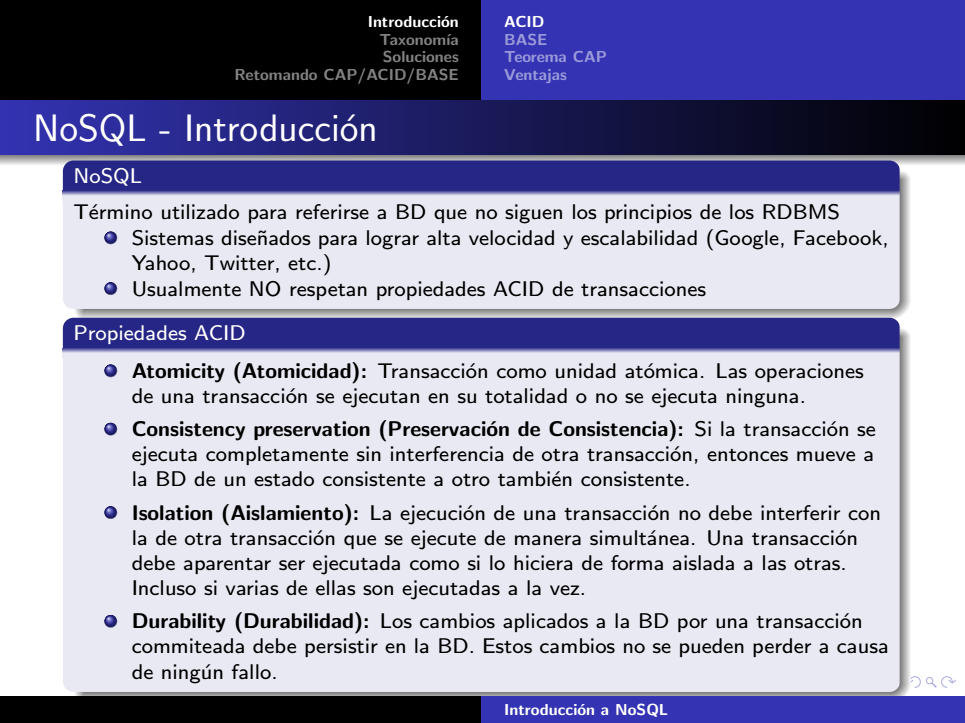 Introducción
Taxonomía
Soluciones
Retomando CAP/ACID/BASE
ACID
BASE
Teorema CAP
Ventajas
NoSQL - Introducción
NoSQL
Término utilizado para referirse a BD que no siguen los principios de los RDBMS
Sistemas diseñados para lograr alta velocidad y escalabilidad (Google, Facebook,
Yahoo, Twitter, etc.)
Usualmente NO respetan propiedades ACID de transacciones
Propiedades ACID
Atomicity (Atomicidad): Transacción como unidad atómica. Las operaciones
de una transacción se ejecutan en su totalidad o no se ejecuta ninguna.
Consistency preservation (Preservación de Consistencia): Si la transacción se
ejecuta completamente sin interferencia de otra transacción, entonces mueve a
la BD de un estado consistente a otro también consistente.
Isolation (Aislamiento): La ejecución de una transacción no debe interferir con
la de otra transacción que se ejecute de manera simultánea. Una transacción
debe aparentar ser ejecutada como si lo hiciera de forma aislada a las otras.
Incluso si varias de ellas son ejecutadas a la vez.
Durability (Durabilidad): Los cambios aplicados a la BD por una transacción
commiteada debe persistir en la BD. Estos cambios no se pueden perder a causa
de ningún fallo.
Introducción a NoSQL